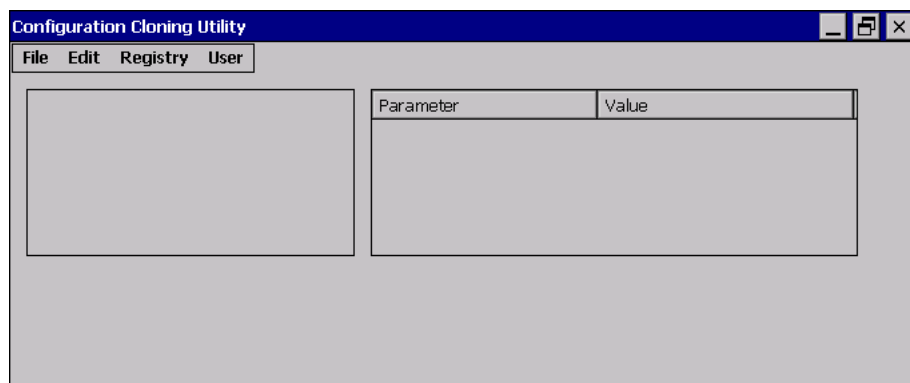 Configuration Cloning Utility
File Edit Registry User
Parameter Value